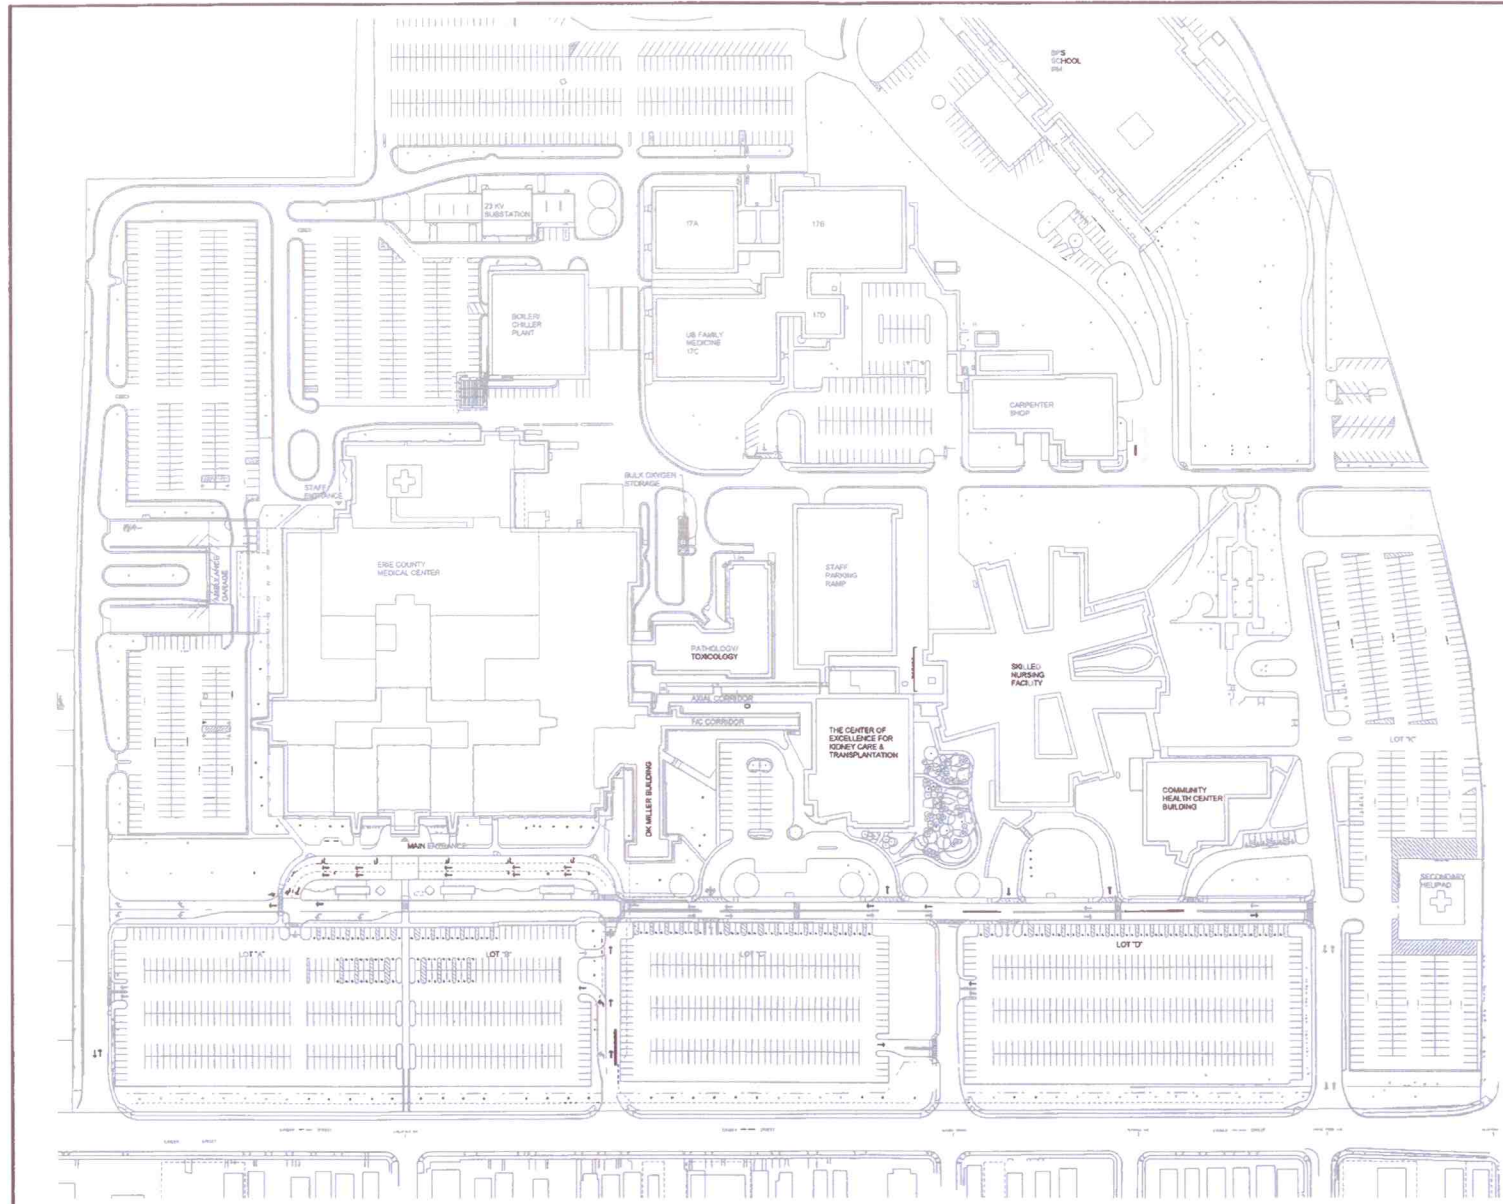 BPS
SCHOOL
23 KV
SUBSTATION
17A
17B
BOILER/
CHILLER
PLANT
UB FAMILY
MEDICINE
17C
17D
CARPENTER
SHOP
BULK OXYGEN
STORAGE
STAFF
ENTRANCE
AMBULANCE
GARAGE
ERIE COUNTY
MEDICAL CENTER
STAFF
PARKING
RAMP
PATHOLOGY/
TOXICOLOGY
SKILLED
NURSING
FACILITY
AXIAL CORRIDOR
F/C CORRIDOR
THE CENTER OF
EXCELLENCE FOR
KIDNEY CARE &
TRANSPLANTATION
DK MILLER BUILDING
LOT "K"
COMMUNITY
HEALTH CENTER
BUILDING
MAIN ENTRANCE
SECONDARY
HELIPAD
LOT "A"
LOT "B"
LOT "C"
LOT "D"